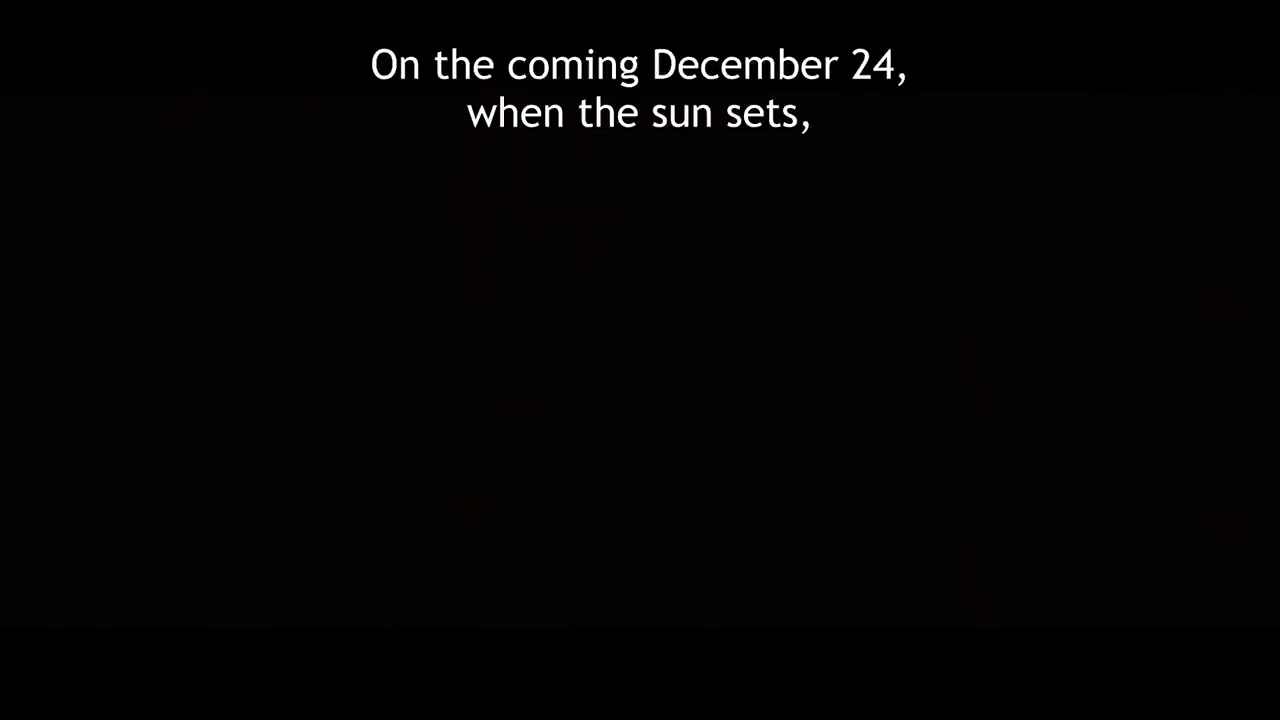 On the coming December 24,
when the sun sets,